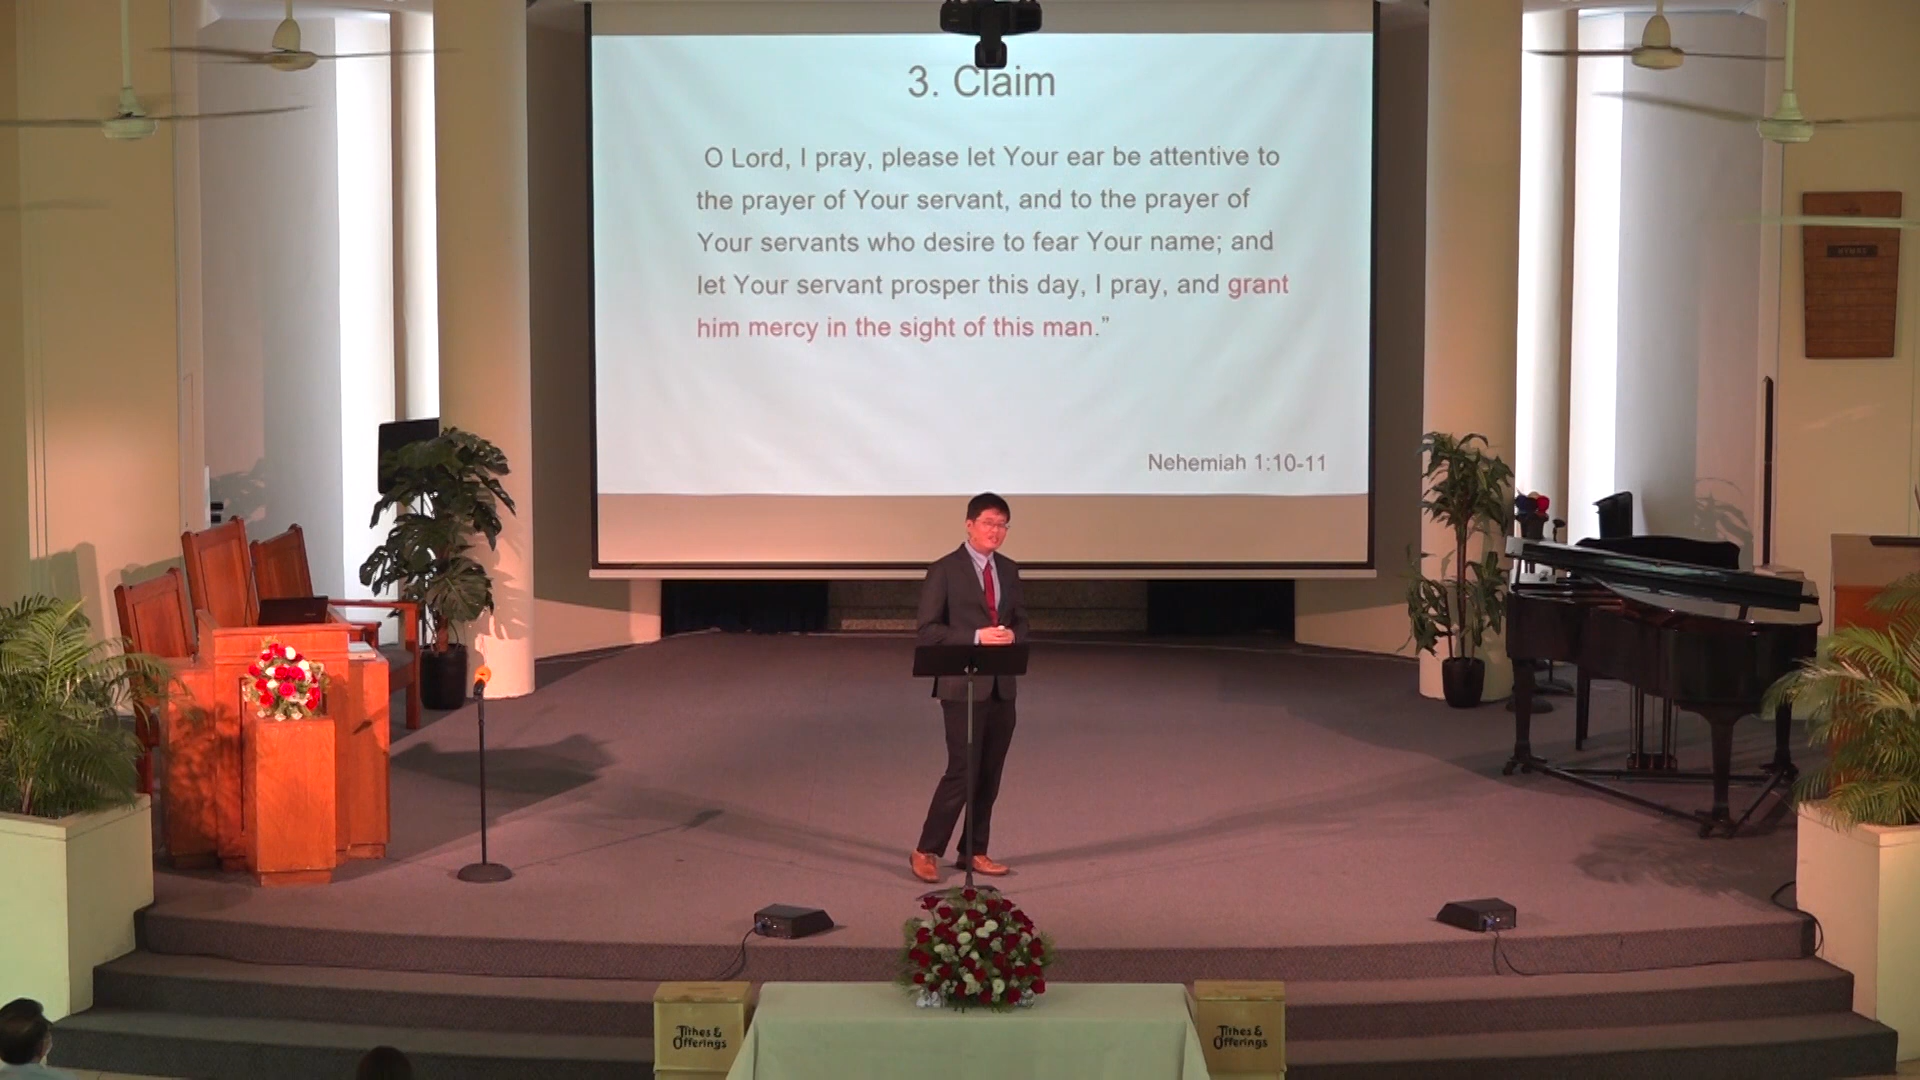 3. Claim
O Lord, I pray, please let Your ear be attentive to
the prayer of Your servant, and to the prayer of
Your servants who desire to fear Your name; and
let Your servant prosper this day, I pray, and grant
him mercy in the sight of this man.”
Nehemiah 1:10-11
HYMNS
Tithes &
Offerings
Tithes &
Offerings